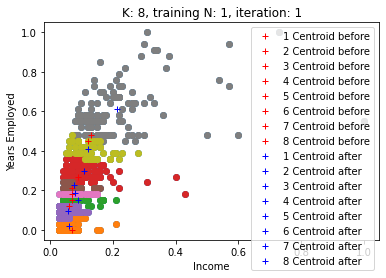 K: 8, training N: 1, iteration: 1
1.0
0.8
0.6
0.4
0.2
0.0
Years Employed
0.0
0.2
0.4
0.6
0.8
1.0
Income
1 Centroid before
2 Centroid before
3 Centroid before
4 Centroid before
5 Centroid before
6 Centroid before
7 Centroid before
8 Centroid before
1 Centroid after
2 Centroid after
3 Centroid after
4 Centroid after
5 Centroid after
6 Centroid after
7 Centroid after
8 Centroid after